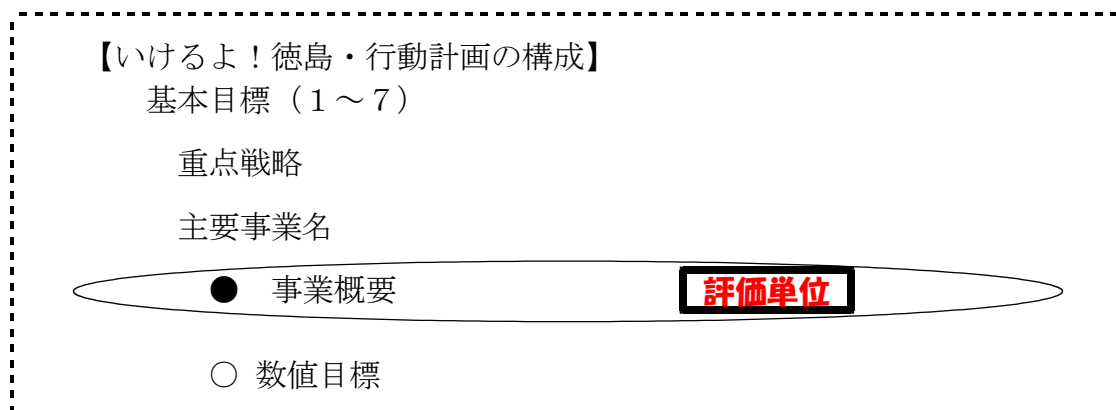 【いけるよ！徳島・行動計画の構成】
基本目標（１～７）
重点戦略
主要事業名
● 事業概要 評価単位
○ 数値目標